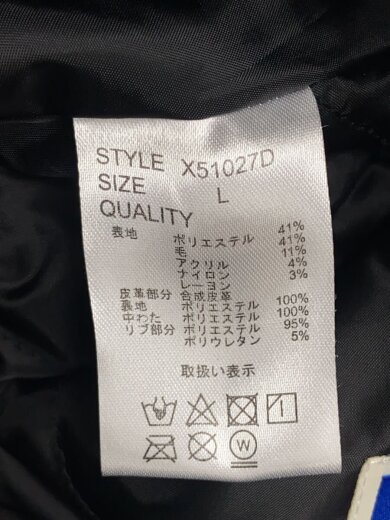 STYLE X51027D
SIZE L
QUALITY
表地 ポリエステル 41%
毛 41%
アクリル 11%
ナイロン 4%
レーヨン 3%
皮革部分 合成皮革
裏地 ポリエステル 100%
中わた ポリエステル 100%
リブ部分 ポリエステル 95%
ポリウレタン 5%
取扱い表示
W